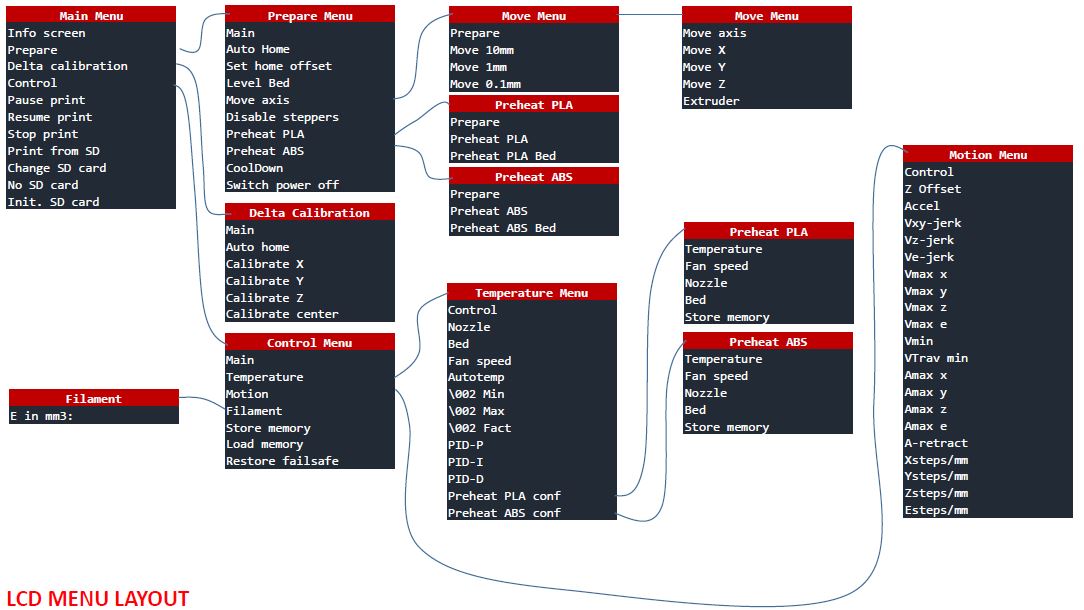 Main Menu
Info screen
Prepare
Delta calibration
Control
Pause print
Resume print
Stop print
Print from SD
Change SD card
No SD card
Init. SD card
Prepare Menu
Main
Auto Home
Set home offset
Level Bed
Move axis
Disable steppers
Preheat PLA
Preheat ABS
CoolDown
Switch power off
Move Menu
Prepare
Move 10mm
Move 1mm
Move 0.1mm
Move Menu
Move axis
Move X
Move Y
Move Z
Extruder
Preheat PLA
Prepare
Preheat PLA
Preheat PLA Bed
Preheat ABS
Prepare
Preheat ABS
Preheat ABS Bed
Delta Calibration
Main
Auto home
Calibrate X
Calibrate Y
Calibrate Z
Calibrate center
Control Menu
Main
Temperature
Motion
Filament
Store memory
Load memory
Restore failsafe
Filament
E in mm3:
Temperature Menu
Control
Nozzle
Bed
Fan speed
Autotemp
\002 Min
\002 Max
\002 Fact
PID-P
PID-I
PID-D
Preheat PLA conf
Preheat ABS conf
Preheat PLA
Temperature
Fan speed
Nozzle
Bed
Store memory
Preheat ABS
Temperature
Fan speed
Nozzle
Bed
Store memory
Motion Menu
Control
Z Offset
Accel
Vxy-jerk
Vz-jerk
Ve-jerk
Vmax x
Vmax y
Vmax z
Vmax e
Vmin
VTrav min
Amax x
Amax y
Amax z
Amax e
A-retract
Xsteps/mm
Ysteps/mm
Zsteps/mm
Esteps/mm
LCD MENU LAYOUT